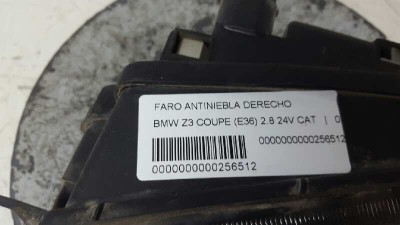 FARO ANTINIEBLA DERECHO
BMW Z3 COUPE (E36) 2.8 24V CAT | 0
0000000000256512
0000000000256512